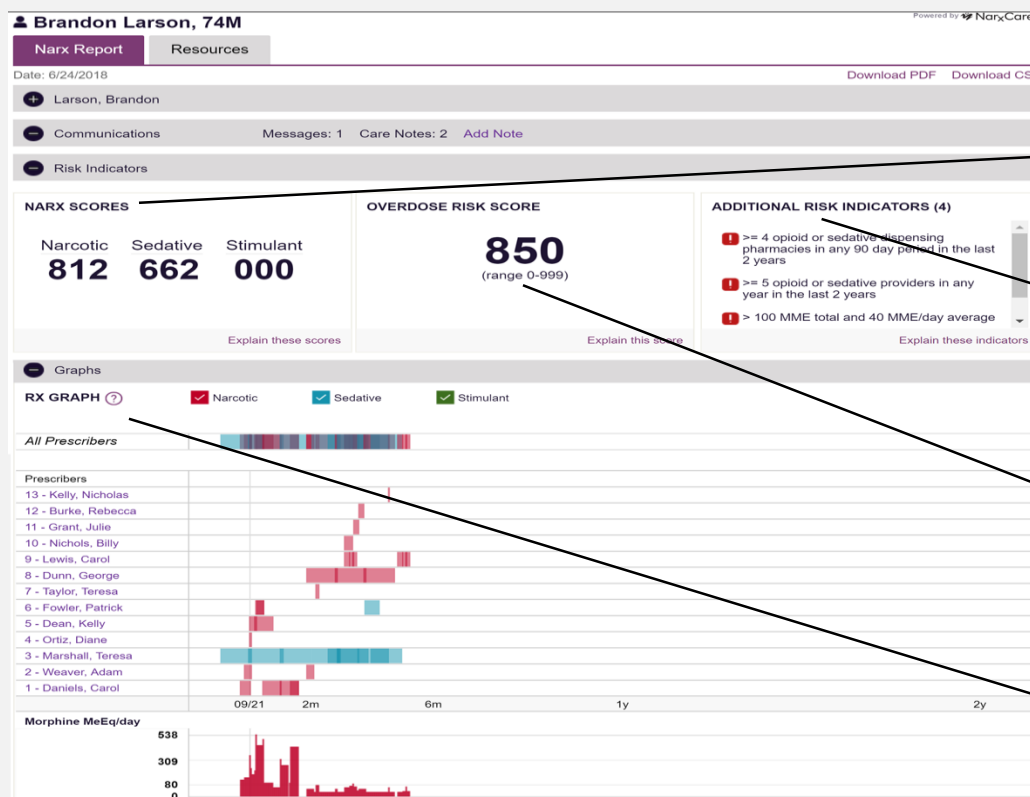 Brandon Larson, 74M
Powered by NarxCare
Narx Report
Resources
Date: 6/24/2018
Download PDF Download CS
Larson, Brandon
Communications Messages: 1 Care Notes: 2 Add Note
Risk Indicators
NARX SCORES
Narcotic Sedative Stimulant
812 662 000
Explain these scores
OVERDOSE RISK SCORE
850
(range 0-999)
Explain this score
ADDITIONAL RISK INDICATORS (4)
>= 4 opioid or sedative dispensing
pharmacies in any 90 day period in the last
2 years
>= 5 opioid or sedative providers in any
year in the last 2 years
> 100 MME total and 40 MME/day average
Explain these indicators
Graphs
RX GRAPH ? Narcotic Sedative Stimulant
All Prescribers
Prescribers
13 - Kelly, Nicholas
12 - Burke, Rebecca
11 - Grant, Julie
10 - Nichols, Billy
9 - Lewis, Carol
8 - Dunn, George
7 - Taylor, Teresa
6 - Fowler, Patrick
5 - Dean, Kelly
4 - Ortiz, Diane
3 - Marshall, Teresa
2 - Weaver, Adam
1 - Daniels, Carol
09/21 2m 6m 1y 2y
Morphine MeEq/day
538
309
80
0